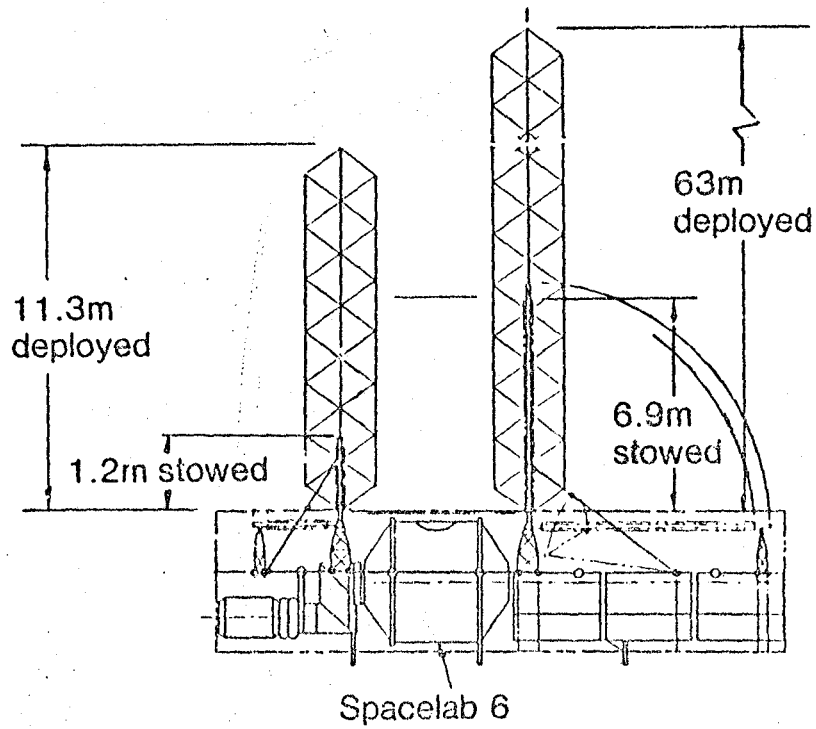 63m
deployed
11.3m
deployed
6.9m
stowed
1.2m stowed
Spacelab 6